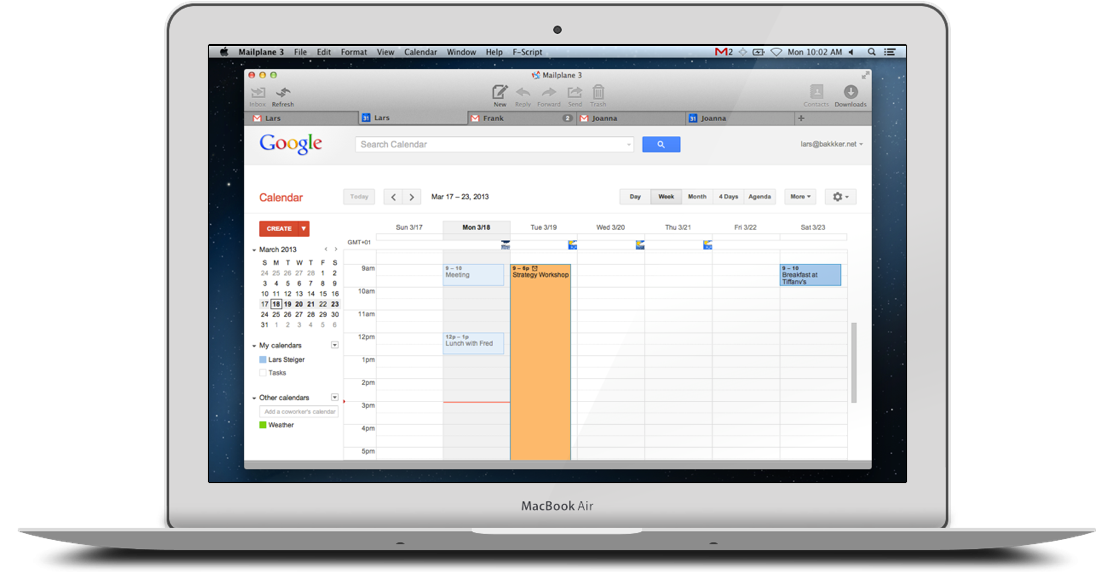 Mailplane 3 File Edit Format View Calendar Window Help F-Script 2 Mon 10:02 AM
Mailplane 3
Inbox Refresh New Reply Forward Send Trash Contacts Downloads
Lars 31 Lars Frank 2 Joanna 31 Joanna +
Google Search Calendar lars@bakkker.net
Calendar Today Mar 17 – 23, 2013 Day Week Month 4 Days Agenda More
CREATE
Sun 3/17 Mon 3/18 Tue 3/19 Wed 3/20 Thu 3/21 Fri 3/22 Sat 3/23
GMT+01
March 2013
S M T W T F S
24 25 26 27 28 1 2
3 4 5 6 7 8 9
10 11 12 13 14 15 16
17 18 19 20 21 22 23
24 25 26 27 28 29 30
31 1 2 3 4 5 6
My calendars
Lars Steiger
Tasks
Other calendars
Add a coworker's calendar
Weather
9am
10am
11am
12pm
1pm
2pm
3pm
4pm
5pm
9 – 10
Meeting
12p – 1p
Lunch with Fred
9 – 5p
Strategy Workshop
9 – 10
Breakfast at
Tiffany's
MacBook Air